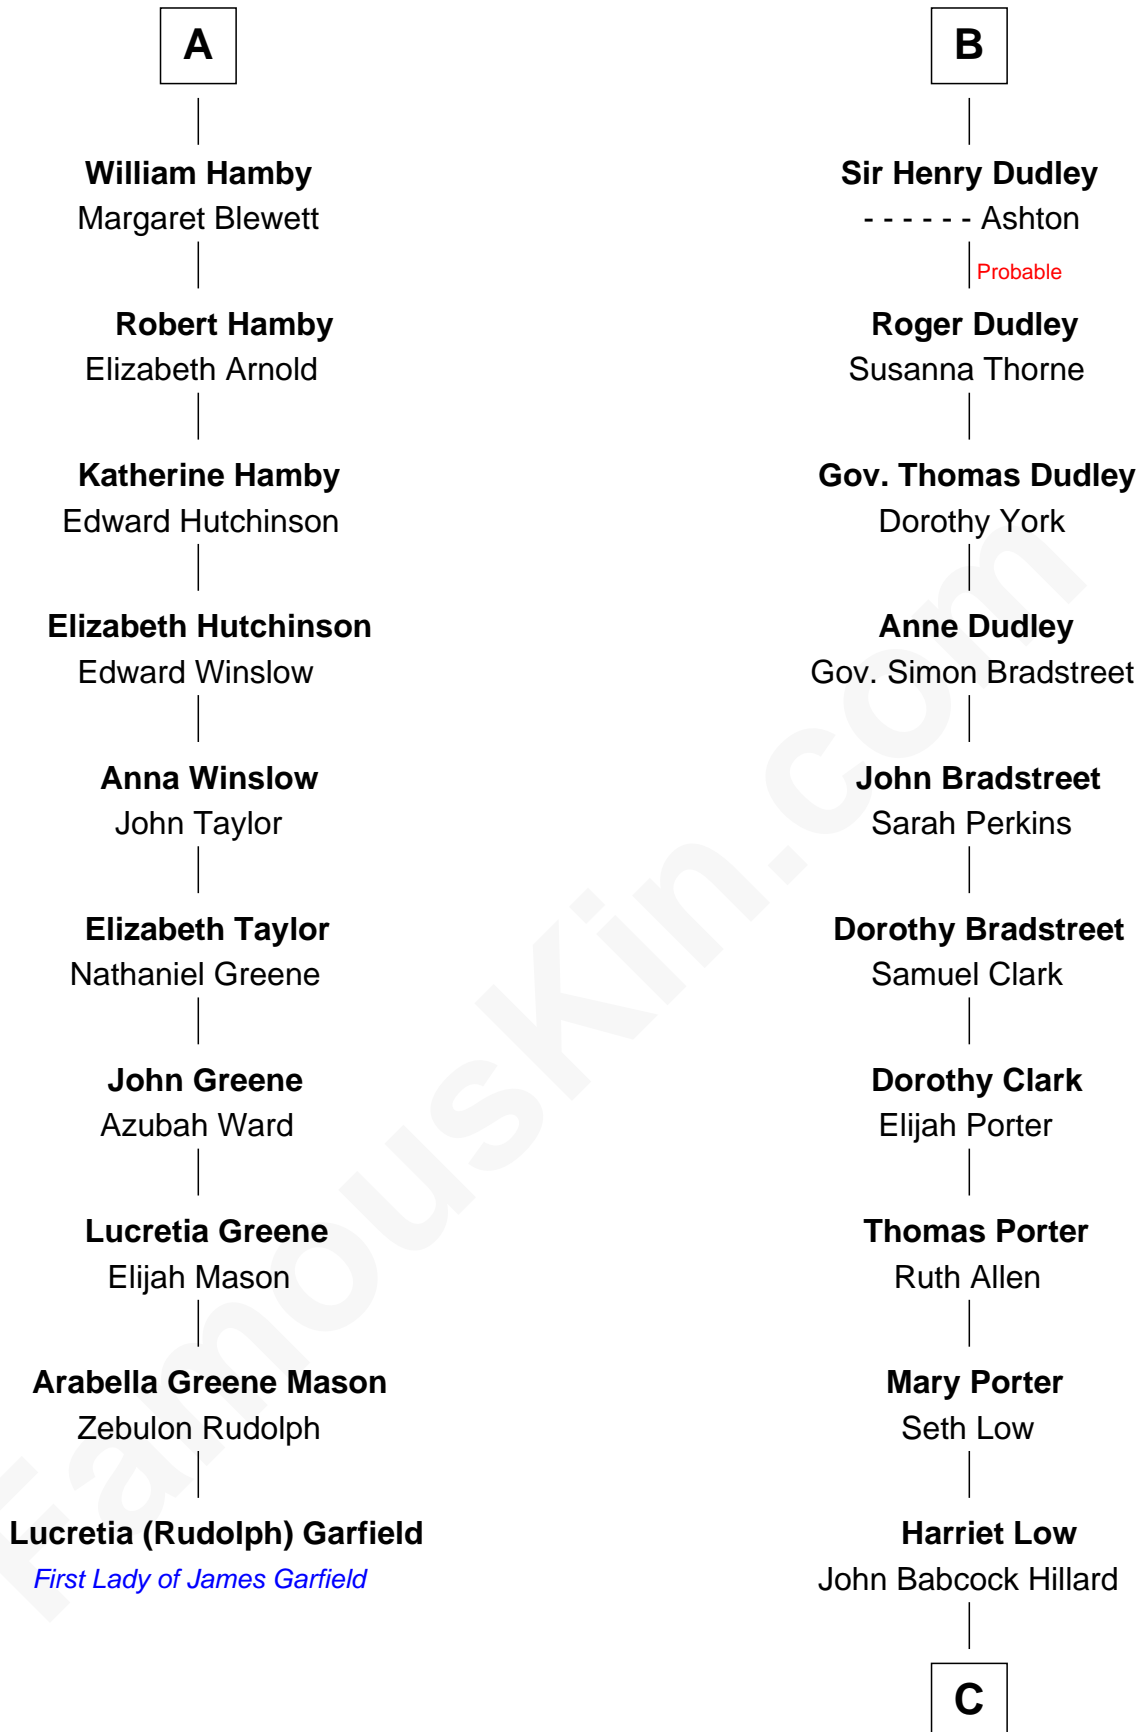 A
William Hamby
Margaret Blewett
Robert Hamby
Elizabeth Arnold
Katherine Hamby
Edward Hutchinson
Elizabeth Hutchinson
Edward Winslow
Anna Winslow
John Taylor
Elizabeth Taylor
Nathaniel Greene
John Greene
Azubah Ward
Lucretia Greene
Elijah Mason
Arabella Greene Mason
Zebulon Rudolph
Lucretia (Rudolph) Garfield
First Lady of James Garfield
B
Sir Henry Dudley
- - - - - - Ashton
Probable
Roger Dudley
Susanna Thorne
Gov. Thomas Dudley
Dorothy York
Anne Dudley
Gov. Simon Bradstreet
John Bradstreet
Sarah Perkins
Dorothy Bradstreet
Samuel Clark
Dorothy Clark
Elijah Porter
Thomas Porter
Ruth Allen
Mary Porter
Seth Low
Harriet Low
John Babcock Hillard
C
FamousKin.com